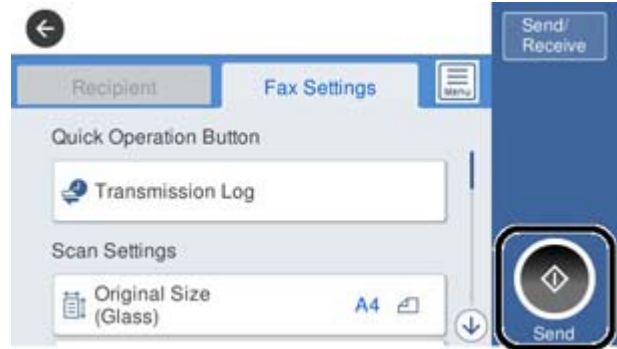 Send/
Receive
Recipient
Fax Settings
Menu
Quick Operation Button
Transmission Log
Scan Settings
Original Size
(Glass)
A4
Send